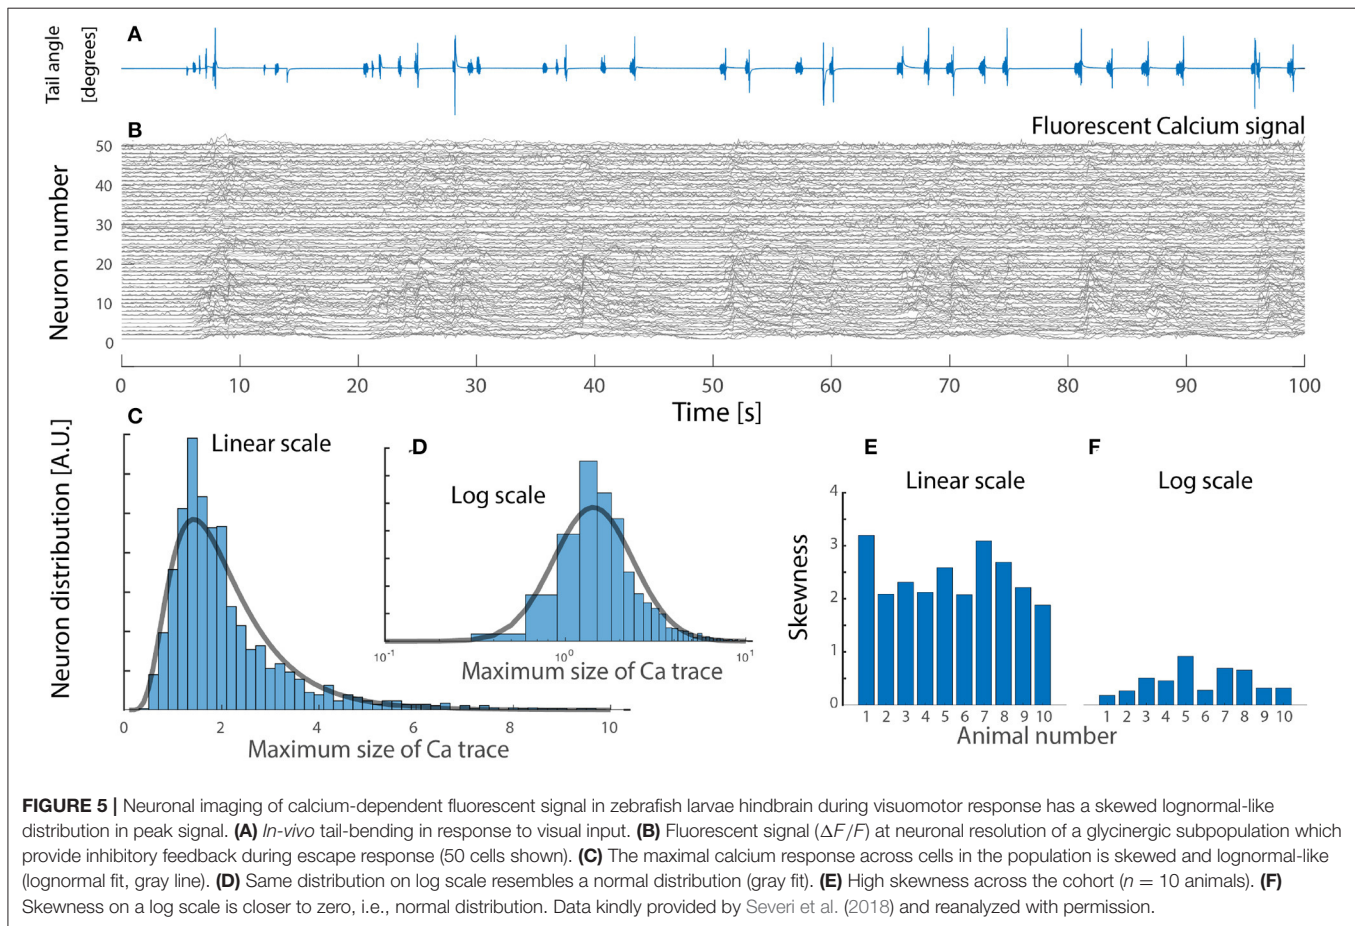 A
Tail angle
[degrees]
B
Fluorescent Calcium signal
Neuron number
50
40
30
20
10
0
0 10 20 30 40 50 60 70 80 90 100
Time [s]
C
Linear scale
Neuron distribution [A.U.]
0 2 4 6 8 10
Maximum size of Ca trace
D
Log scale
10⁻¹ 10⁰ 10¹
Maximum size of Ca trace
E
Linear scale
Skewness
4
3
2
1
0
1 2 3 4 5 6 7 8 9 10
F
Log scale
1 2 3 4 5 6 7 8 9 10
Animal number
FIGURE 5 | Neuronal imaging of calcium-dependent fluorescent signal in zebrafish larvae hindbrain during visuomotor response has a skewed lognormal-like
distribution in peak signal. (A) In-vivo tail-bending in response to visual input. (B) Fluorescent signal (ΔF/F) at neuronal resolution of a glycinergic subpopulation which
provide inhibitory feedback during escape response (50 cells shown). (C) The maximal calcium response across cells in the population is skewed and lognormal-like
(lognormal fit, gray line). (D) Same distribution on log scale resembles a normal distribution (gray fit). (E) High skewness across the cohort (n = 10 animals). (F)
Skewness on a log scale is closer to zero, i.e., normal distribution. Data kindly provided by Severi et al. (2018) and reanalyzed with permission.